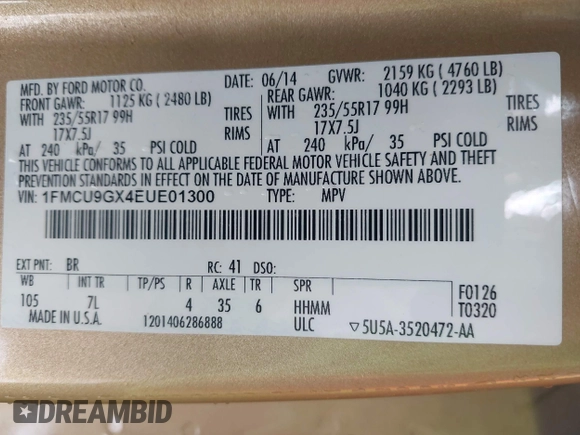 MFD. BY FORD MOTOR CO.
DATE: 06/14 GVWR: 2159 KG ( 4760 LB)
FRONT GAWR: 1125 KG ( 2480 LB)
REAR GAWR: 1040 KG ( 2293 LB)
WITH 235/55R17 99H TIRES
WITH 235/55R17 99H TIRES
17X7.5J RIMS
17X7.5J RIMS
AT 240 kPa/ 35 PSI COLD
AT 240 kPa/ 35 PSI COLD
THIS VEHICLE CONFORMS TO ALL APPLICABLE FEDERAL MOTOR VEHICLE SAFETY AND THEFT
PREVENTION STANDARDS IN EFFECT ON THE DATE OF MANUFACTURE SHOWN ABOVE.
VIN: 1FMCU9GX4EUE01300 TYPE: MPV
EXT PNT: BR RC: 41 DSO:
WB INT TR TP/PS R AXLE TR SPR
105 7L 4 35 6 HHMM
F0126
T0320
MADE IN U.S.A. 1201406286888 ULC ▽5U5A-3520472-AA
DREAMBID